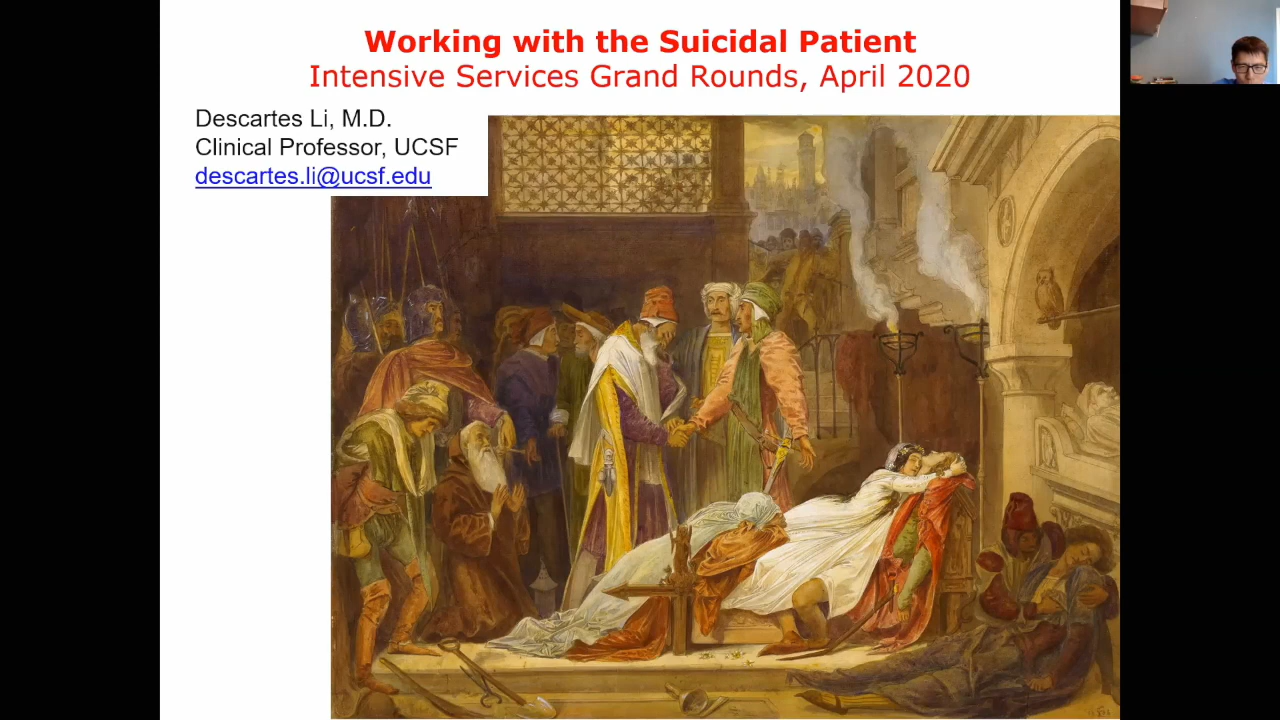 Working with the Suicidal Patient
Intensive Services Grand Rounds, April 2020
Descartes Li, M.D.
Clinical Professor, UCSF
descartes.li@ucsf.edu